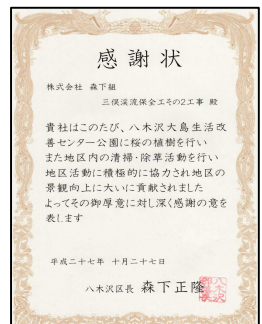 感謝状
株式会社 森下組
三俣渓流保全工その2工事 殿
貴社はこのたび、八木沢大島生活改
善センター公園に桜の植樹を行い
また地区内の清掃・除草活動を行い
地区活動に積極的に協力され地区の
景観向上に大いに貢献されました
よってその御厚意に対し深く感謝の意を
表します
平成二十七年 十月二十七日
八木沢区長 森下正隆